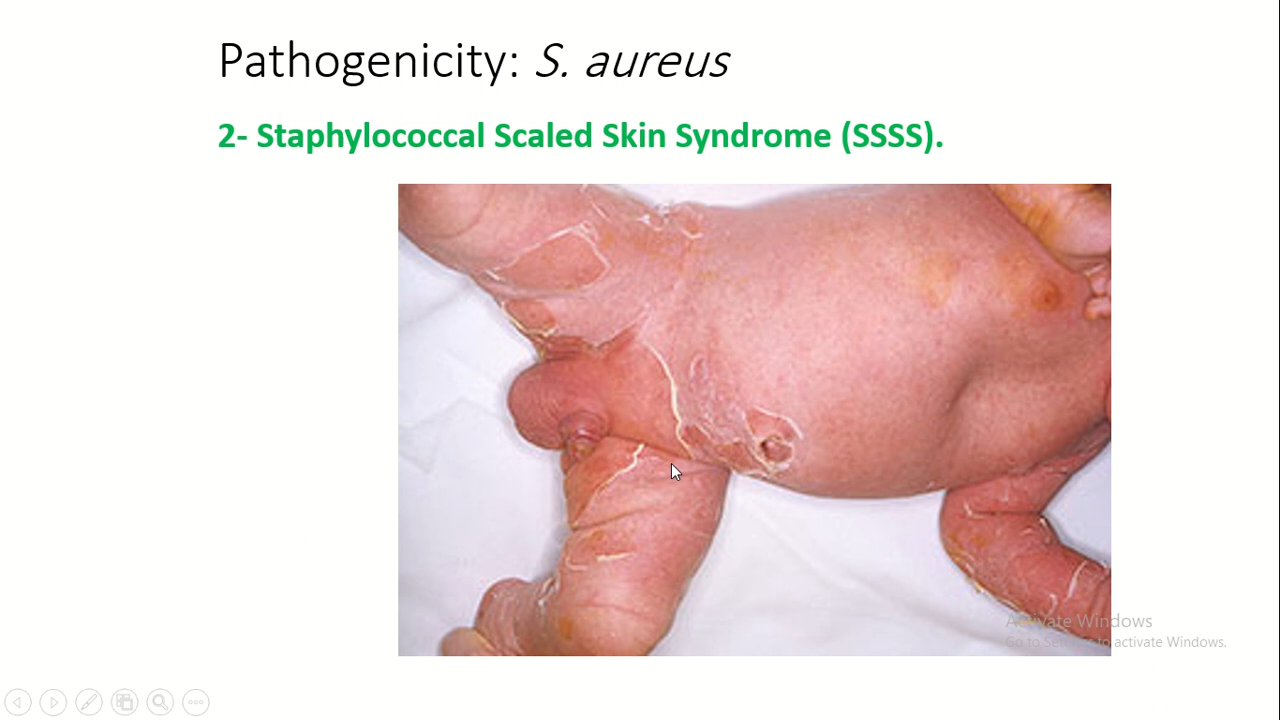 Pathogenicity: S. aureus
2- Staphylococcal Scaled Skin Syndrome (SSSS).
Activate Windows
Go to Settings to activate Windows.